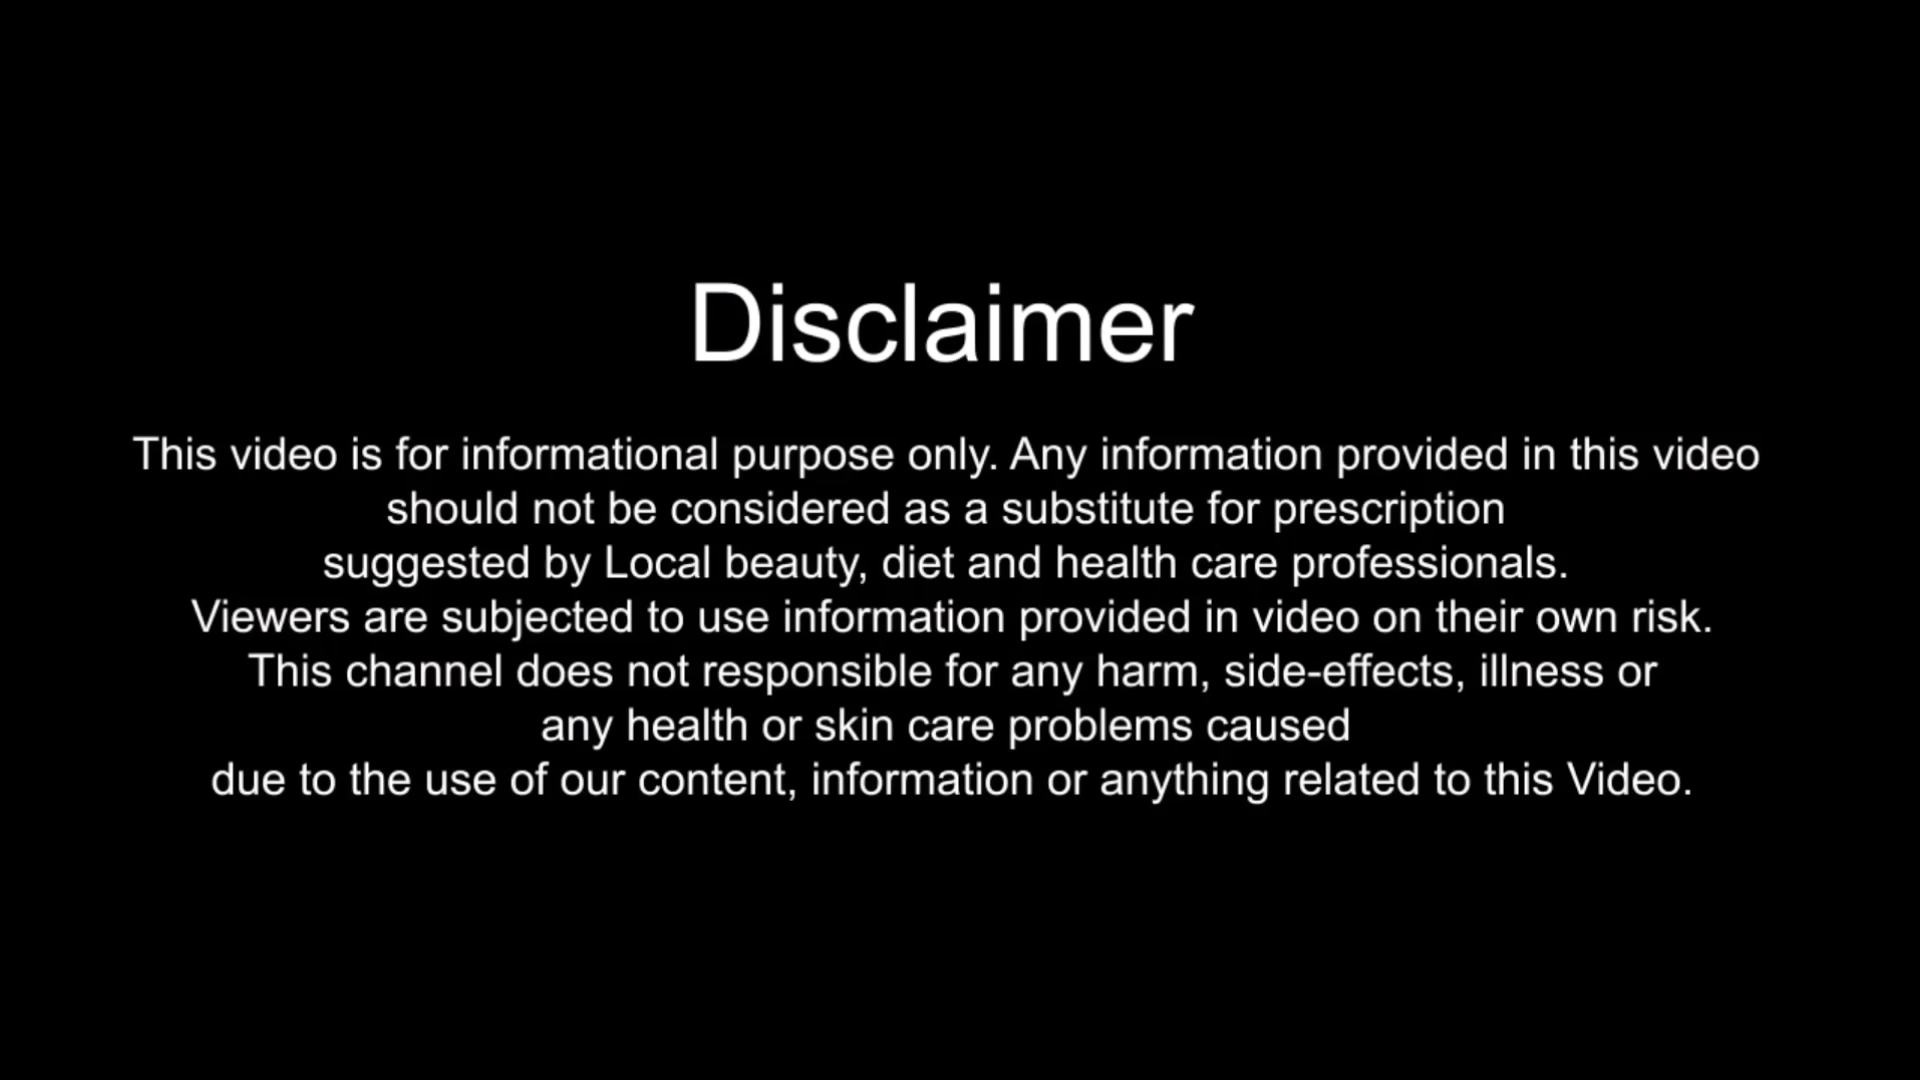 Disclaimer
This video is for informational purpose only. Any information provided in this video
should not be considered as a substitute for prescription
suggested by Local beauty, diet and health care professionals.
Viewers are subjected to use information provided in video on their own risk.
This channel does not responsible for any harm, side-effects, illness or
any health or skin care problems caused
due to the use of our content, information or anything related to this Video.